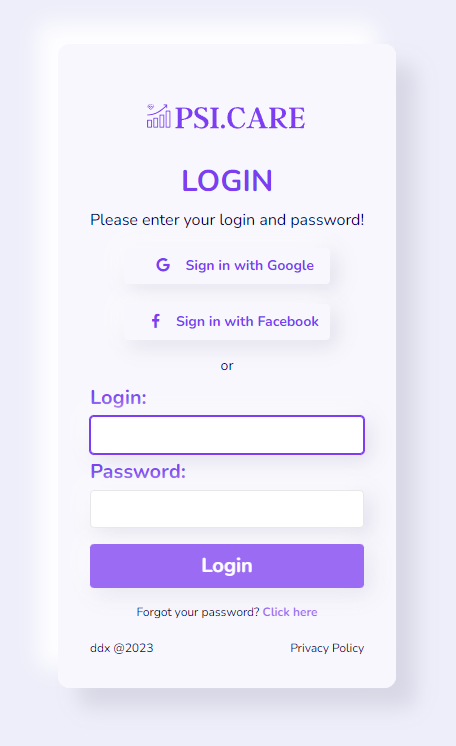 PSI.CARE
LOGIN
Please enter your login and password!
Sign in with Google
Sign in with Facebook
or
Login:
Password:
Login
Forgot your password? Click here
ddx @2023 Privacy Policy